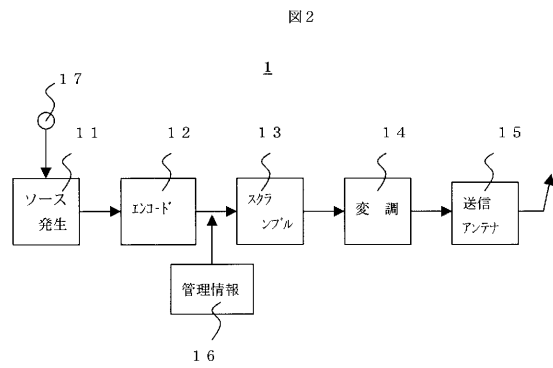 図2
1
17
11
12
13
14
15
ソース
発生
ｴﾝｺｰﾄﾞ
スクラ
ンブル
変 調
送信
アンテナ
管理情報
16